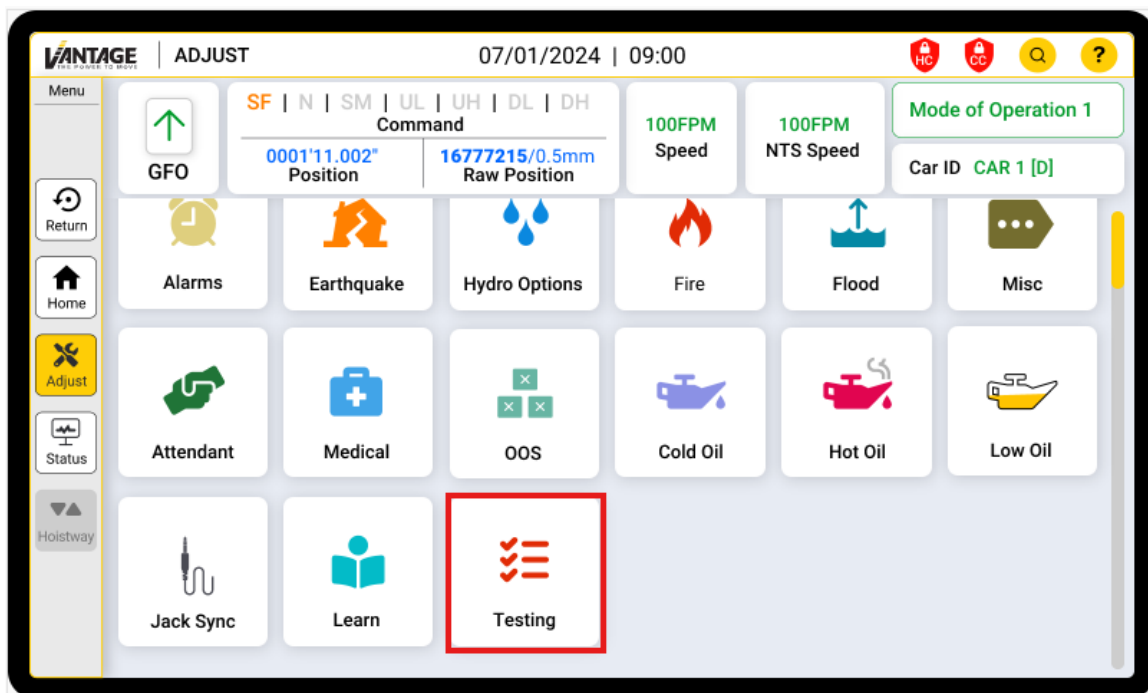 VANTAGE | ADJUST 07/01/2024 | 09:00 HC CC ?
THE POWER TO MOVE
Menu
GFO
SF | N | SM | UL | UH | DL | DH
Command
0001'11.002"
Position
16777215/0.5mm
Raw Position
100FPM
Speed
100FPM
NTS Speed
Mode of Operation 1
Car ID CAR 1 [D]
Return
Home
Adjust
Status
Hoistway
Alarms Earthquake Hydro Options Fire Flood Misc
Attendant Medical OOS Cold Oil Hot Oil Low Oil
Jack Sync Learn Testing